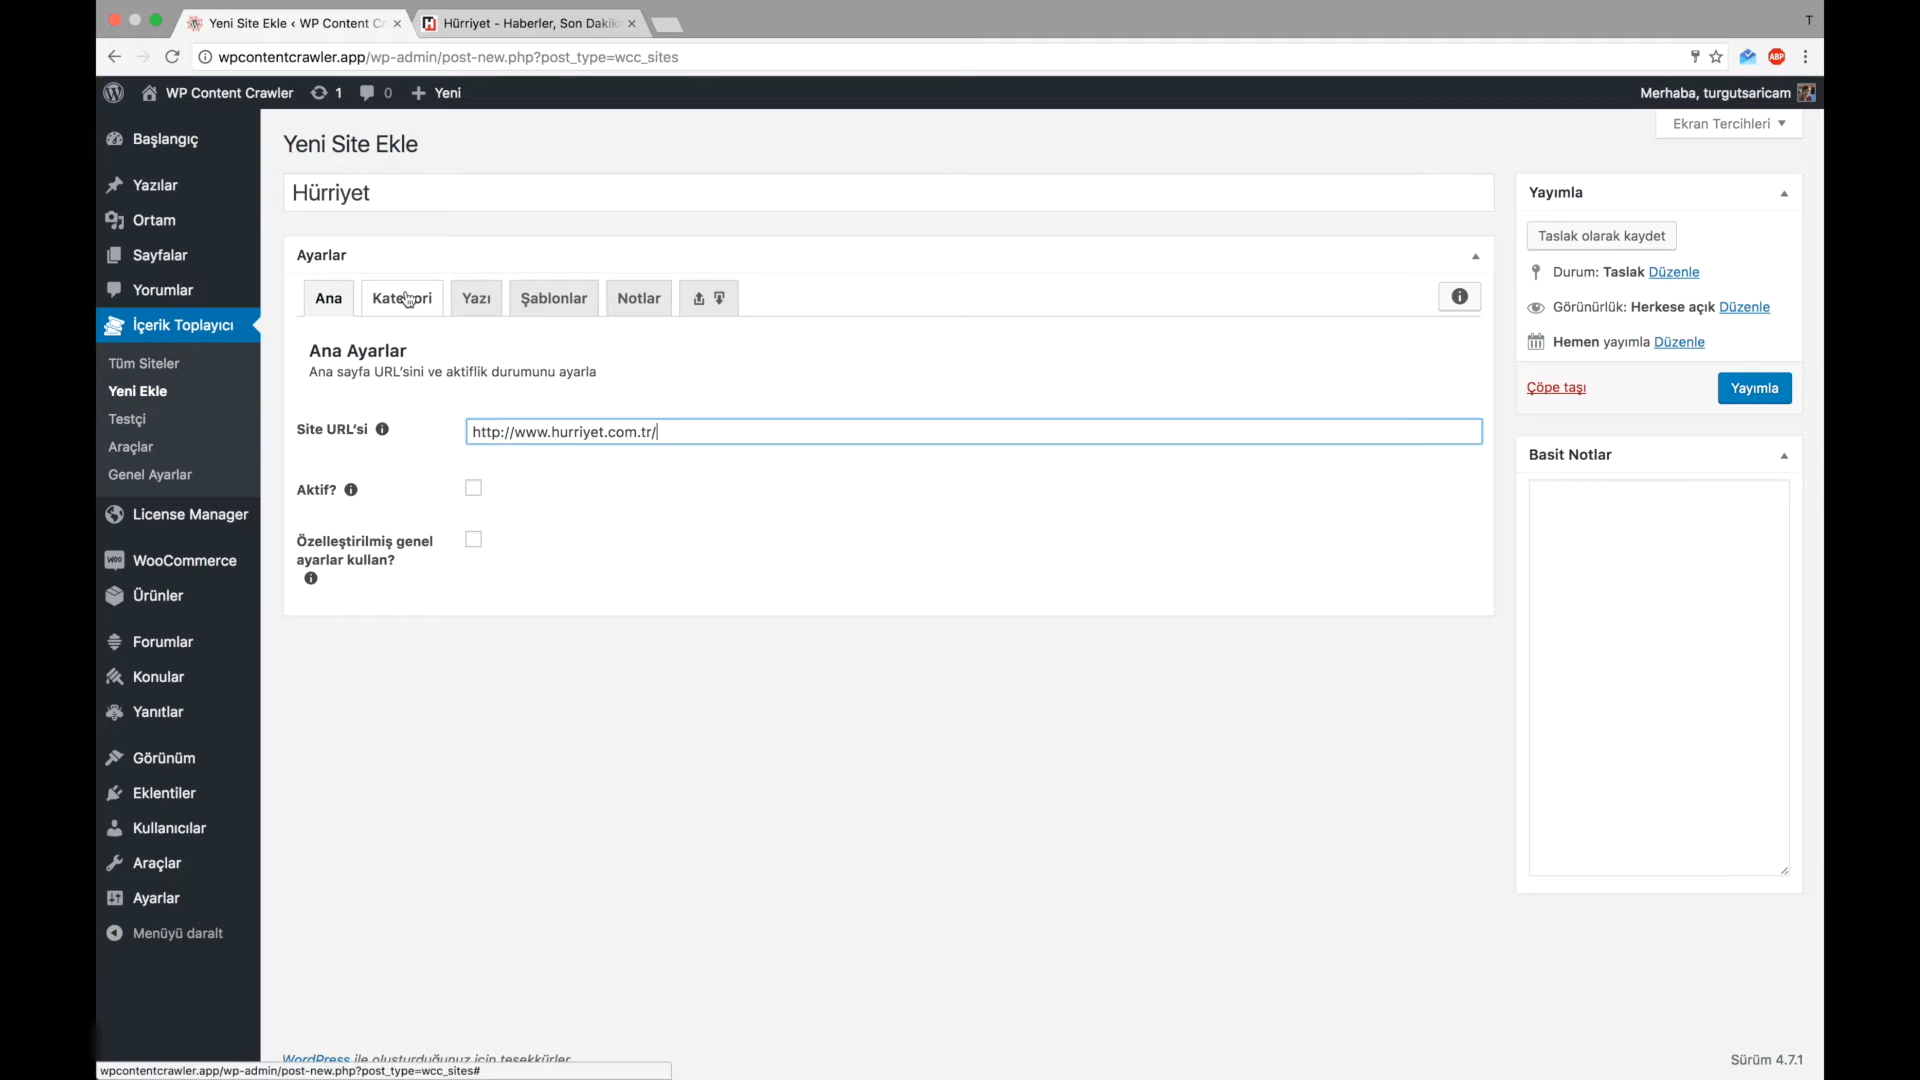 Yeni Site Ekle ‹ WP Content Cr
Hürriyet - Haberler, Son Dakik
T
wpcontentcrawler.app/wp-admin/post-new.php?post_type=wcc_sites
ABP
WP Content Crawler
1
0
Yeni
Merhaba, turgutsaricam
Ekran Tercihleri
Başlangıç
Yazılar
Ortam
Sayfalar
Yorumlar
İçerik Toplayıcı
Tüm Siteler
Yeni Ekle
Testçi
Araçlar
Genel Ayarlar
License Manager
WooCommerce
Ürünler
Forumlar
Konular
Yanıtlar
Görünüm
Eklentiler
Kullanıcılar
Araçlar
Ayarlar
Menüyü daralt
Yeni Site Ekle
Hürriyet
Ayarlar
Ana
Kategori
Yazı
Şablonlar
Notlar
Ana Ayarlar
Ana sayfa URL'sini ve aktiflik durumunu ayarla
Site URL'si
http://www.hurriyet.com.tr/
Aktif?
Özelleştirilmiş genel
ayarlar kullan?
Yayımla
Taslak olarak kaydet
Durum: Taslak Düzenle
Görünürlük: Herkese açık Düzenle
Hemen yayımla Düzenle
Çöpe taşı
Yayımla
Basit Notlar
WordPress ile oluşturduğunuz için teşekkürler
Sürüm 4.7.1
wpcontentcrawler.app/wp-admin/post-new.php?post_type=wcc_sites#